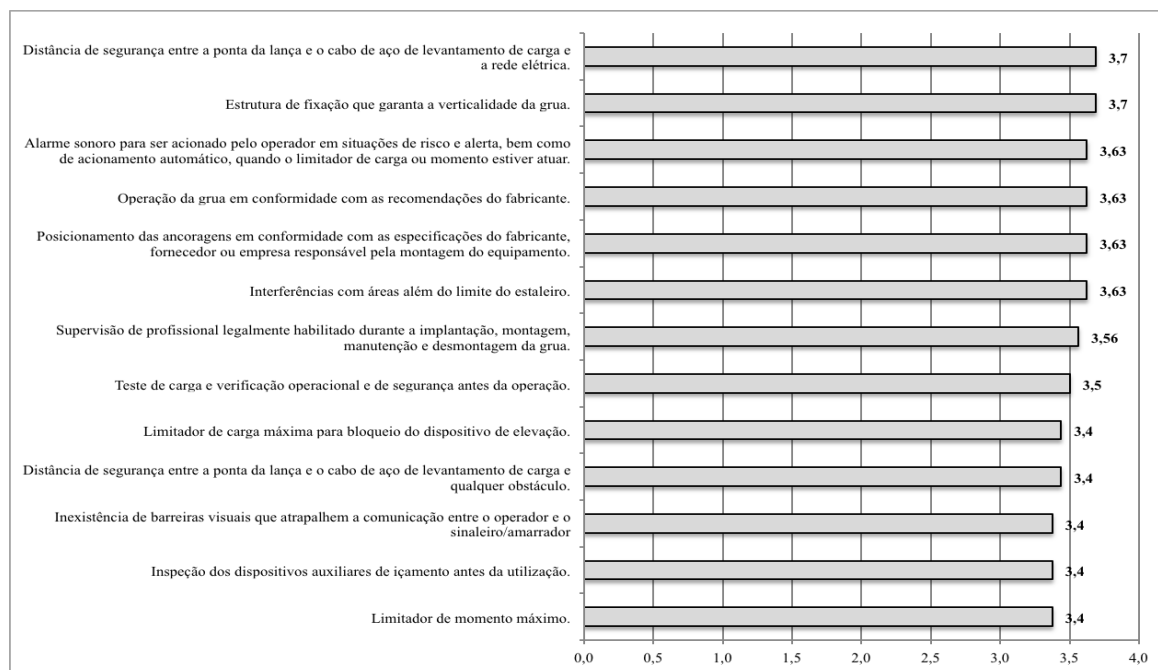 Distância de segurança entre a ponta da lança e o cabo de aço de levantamento de carga e
a rede elétrica.
3,7
Estrutura de fixação que garanta a verticalidade da grua.
3,7
Alarme sonoro para ser acionado pelo operador em situações de risco e alerta, bem como
de acionamento automático, quando o limitador de carga ou momento estiver atuar.
3,63
Operação da grua em conformidade com as recomendações do fabricante.
3,63
Posicionamento das ancoragens em conformidade com as especificações do fabricante,
fornecedor ou empresa responsável pela montagem do equipamento.
3,63
Interferências com áreas além do limite do estaleiro.
3,63
Supervisão de profissional legalmente habilitado durante a implantação, montagem,
manutenção e desmontagem da grua.
3,56
Teste de carga e verificação operacional e de segurança antes da operação.
3,5
Limitador de carga máxima para bloqueio do dispositivo de elevação.
3,4
Distância de segurança entre a ponta da lança e o cabo de aço de levantamento de carga e
qualquer obstáculo.
3,4
Inexistência de barreiras visuais que atrapalhem a comunicação entre o operador e o
sinaleiro/amarrador
3,4
Inspeção dos dispositivos auxiliares de içamento antes da utilização.
3,4
Limitador de momento máximo.
3,4
0,0 0,5 1,0 1,5 2,0 2,5 3,0 3,5 4,0